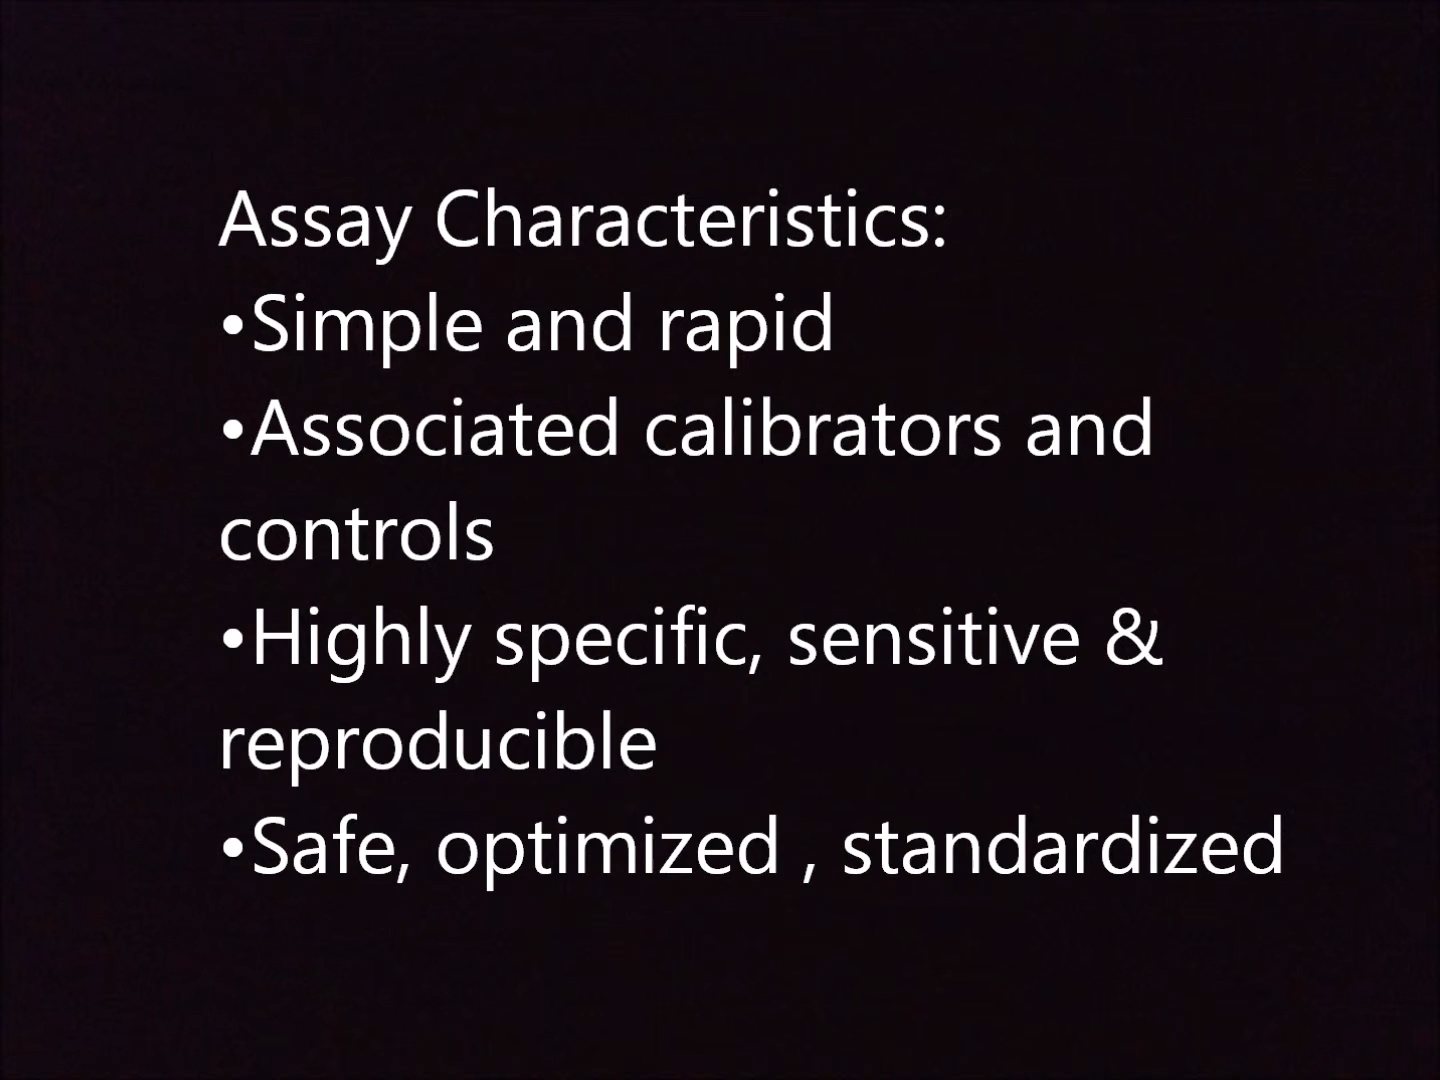 Assay Characteristics:
•Simple and rapid
•Associated calibrators and
controls
•Highly specific, sensitive &
reproducible
•Safe, optimized , standardized